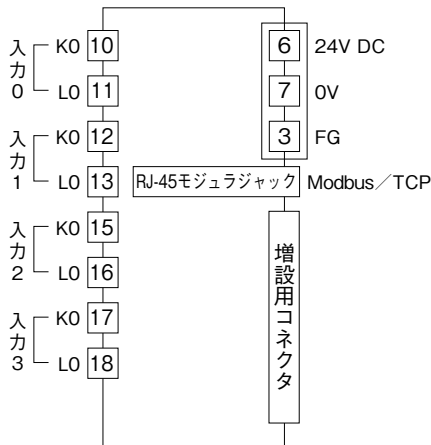 入力0
K0 10
L0 11
入力1
K0 12
L0 13
入力2
K0 15
L0 16
入力3
K0 17
L0 18
6 24V DC
7 0V
3 FG
RJ-45モジュラジャック Modbus／TCP
増設用コネクタ